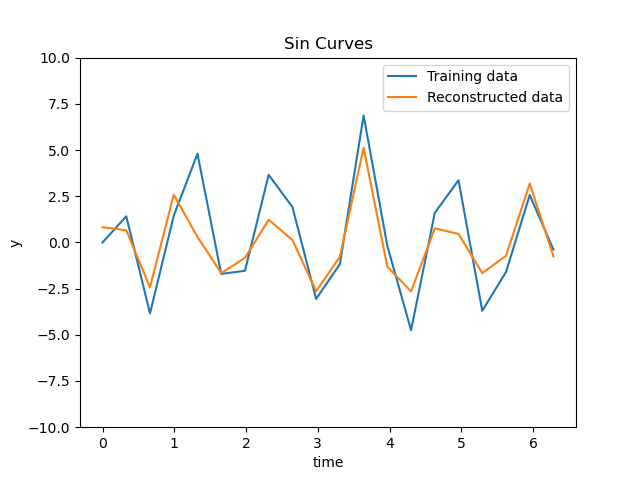 Sin Curves
Training data
Reconstructed data
10.0
7.5
5.0
2.5
0.0
−2.5
−5.0
−7.5
−10.0
y
0 1 2 3 4 5 6
time